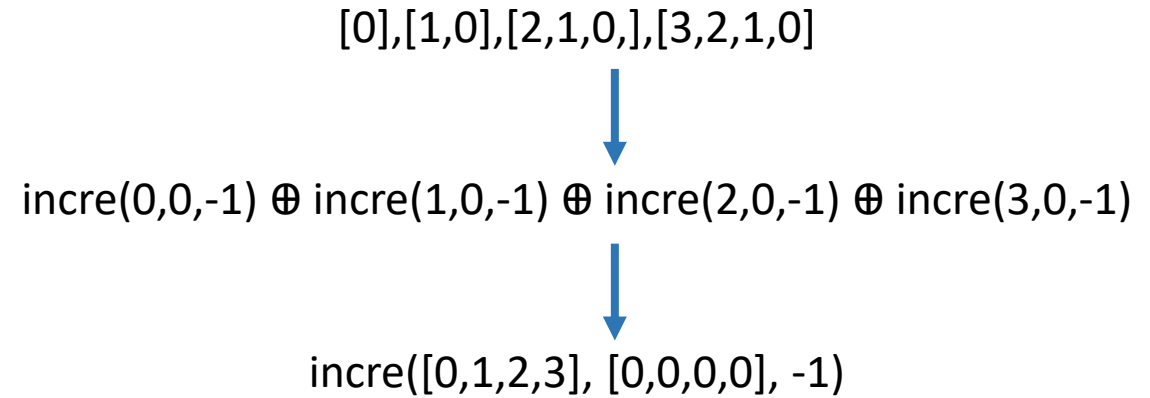 [0],[1,0],[2,1,0,],[3,2,1,0]
incre(0,0,-1) ⊕ incre(1,0,-1) ⊕ incre(2,0,-1) ⊕ incre(3,0,-1)
incre([0,1,2,3], [0,0,0,0], -1)